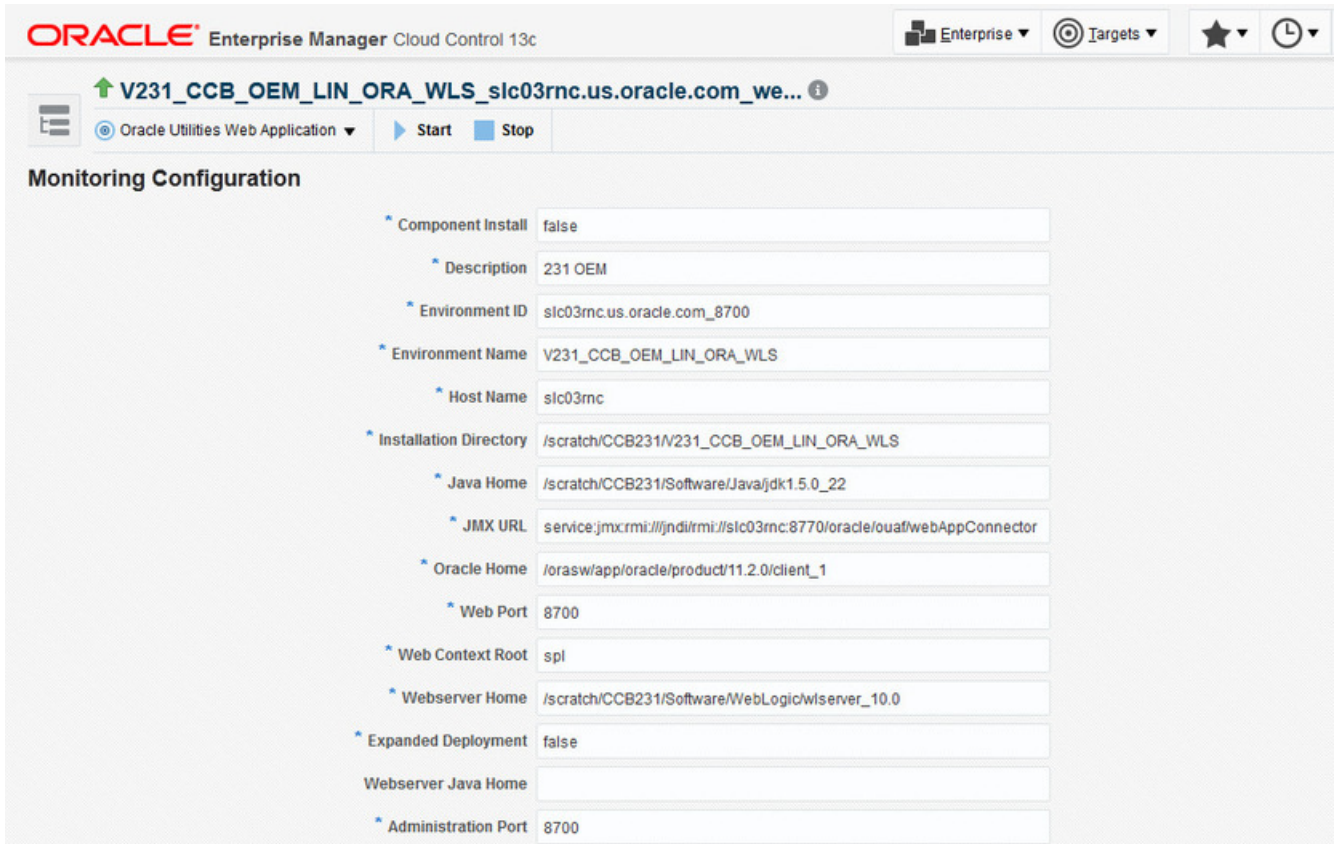 ORACLE Enterprise Manager Cloud Control 13c Enterprise Targets
V231_CCB_OEM_LIN_ORA_WLS_slc03rnc.us.oracle.com_we...
Oracle Utilities Web Application Start Stop
Monitoring Configuration
* Component Install false
* Description 231 OEM
* Environment ID slc03rnc.us.oracle.com_8700
* Environment Name V231_CCB_OEM_LIN_ORA_WLS
* Host Name slc03rnc
* Installation Directory /scratch/CCB231/V231_CCB_OEM_LIN_ORA_WLS
* Java Home /scratch/CCB231/Software/Java/jdk1.5.0_22
* JMX URL service:jmx:rmi:///jndi/rmi://slc03rnc:8770/oracle/ouaf/webAppConnector
* Oracle Home /orasw/app/oracle/product/11.2.0/client_1
* Web Port 8700
* Web Context Root spl
* Webserver Home /scratch/CCB231/Software/WebLogic/wlserver_10.0
* Expanded Deployment false
Webserver Java Home
* Administration Port 8700